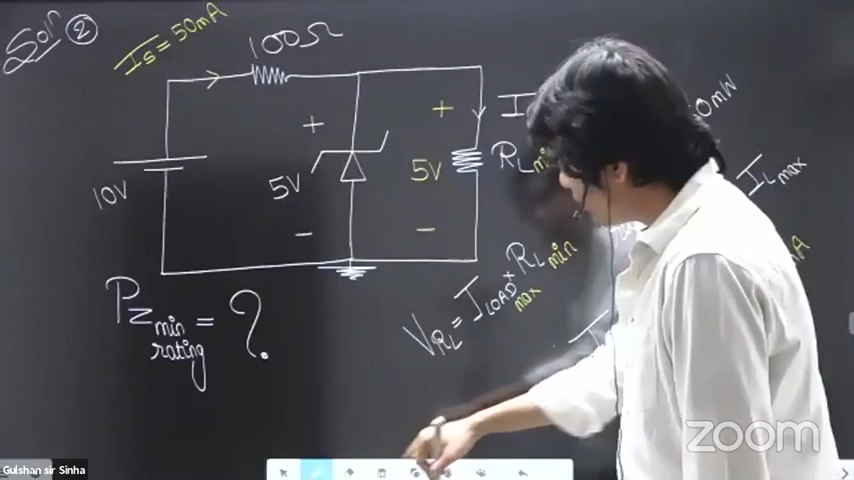 Solⁿ ②
Is = 50mA
100Ω
+
+
I
0mW
10V
5V
5V
RL
IL max
−
−
A
Pz min rating = ?
VRL = ILOAD max × RL min
zoom
Gulshan sir Sinha